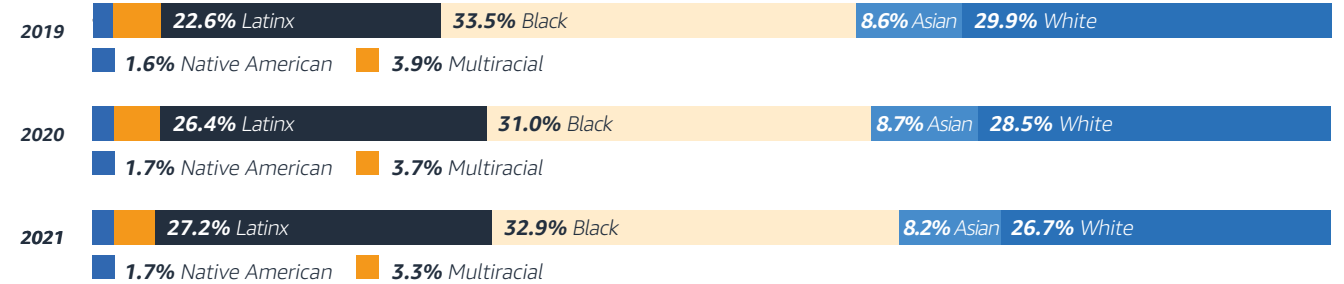 2019 22.6% Latinx 33.5% Black 8.6% Asian 29.9% White
1.6% Native American 3.9% Multiracial
2020 26.4% Latinx 31.0% Black 8.7% Asian 28.5% White
1.7% Native American 3.7% Multiracial
2021 27.2% Latinx 32.9% Black 8.2% Asian 26.7% White
1.7% Native American 3.3% Multiracial